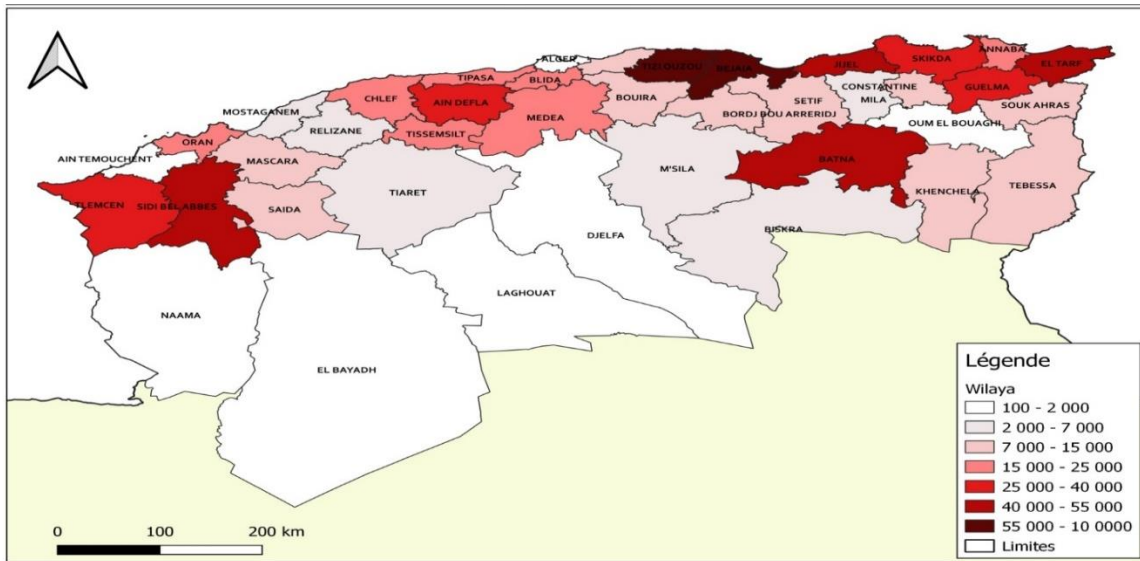 ALGER
TIZI OUZOU
BEJAIA
JIJEL
SKIKDA
ANNABA
EL TARF
TIPASA
BLIDA
CONSTANTINE
GUELMA
CHLEF
AIN DEFLA
BOUIRA
SETIF
MILA
SOUK AHRAS
MOSTAGANEM
RELIZANE
TISSEMSILT
MEDEA
BORDJ BOU ARRERIDJ
OUM EL BOUAGHI
ORAN
AIN TEMOUCHENT
MASCARA
M'SILA
BATNA
TIARET
KHENCHELA
TEBESSA
TLEMCEN
SIDI BEL ABBES
SAIDA
DJELFA
BISKRA
LAGHOUAT
NAAMA
EL BAYADH
Légende
Wilaya
100 - 2 000
2 000 - 7 000
7 000 - 15 000
15 000 - 25 000
25 000 - 40 000
40 000 - 55 000
55 000 - 10 0000
Limites
0 100 200 km